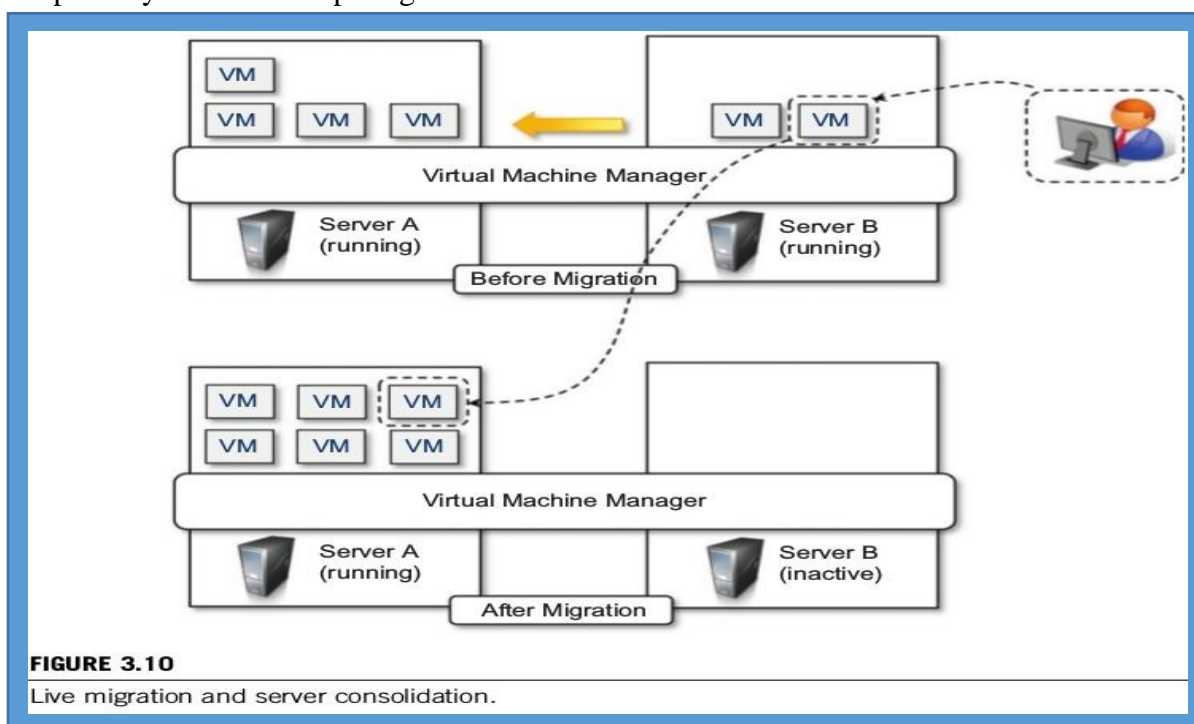 VM
VM VM VM VM VM
Virtual Machine Manager
Server A
(running)
Server B
(running)
Before Migration
VM VM VM
VM VM VM
Virtual Machine Manager
Server A
(running)
Server B
(inactive)
After Migration
FIGURE 3.10
Live migration and server consolidation.